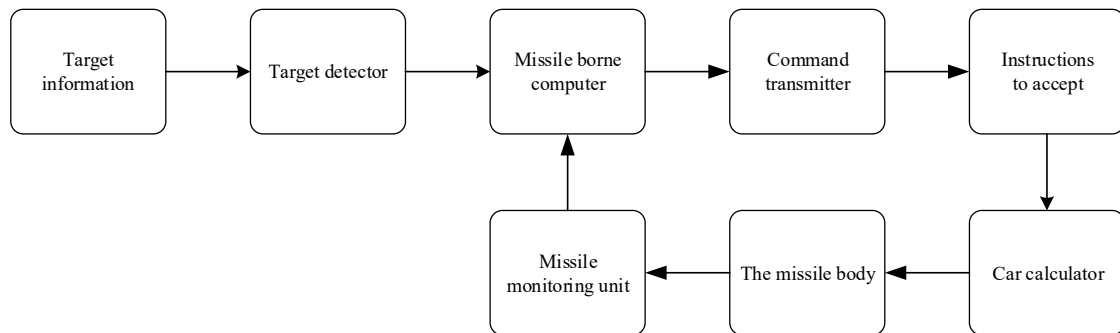 Target
information
Target detector
Missile borne
computer
Command
transmitter
Instructions
to accept
Missile
monitoring unit
The missile body
Car calculator